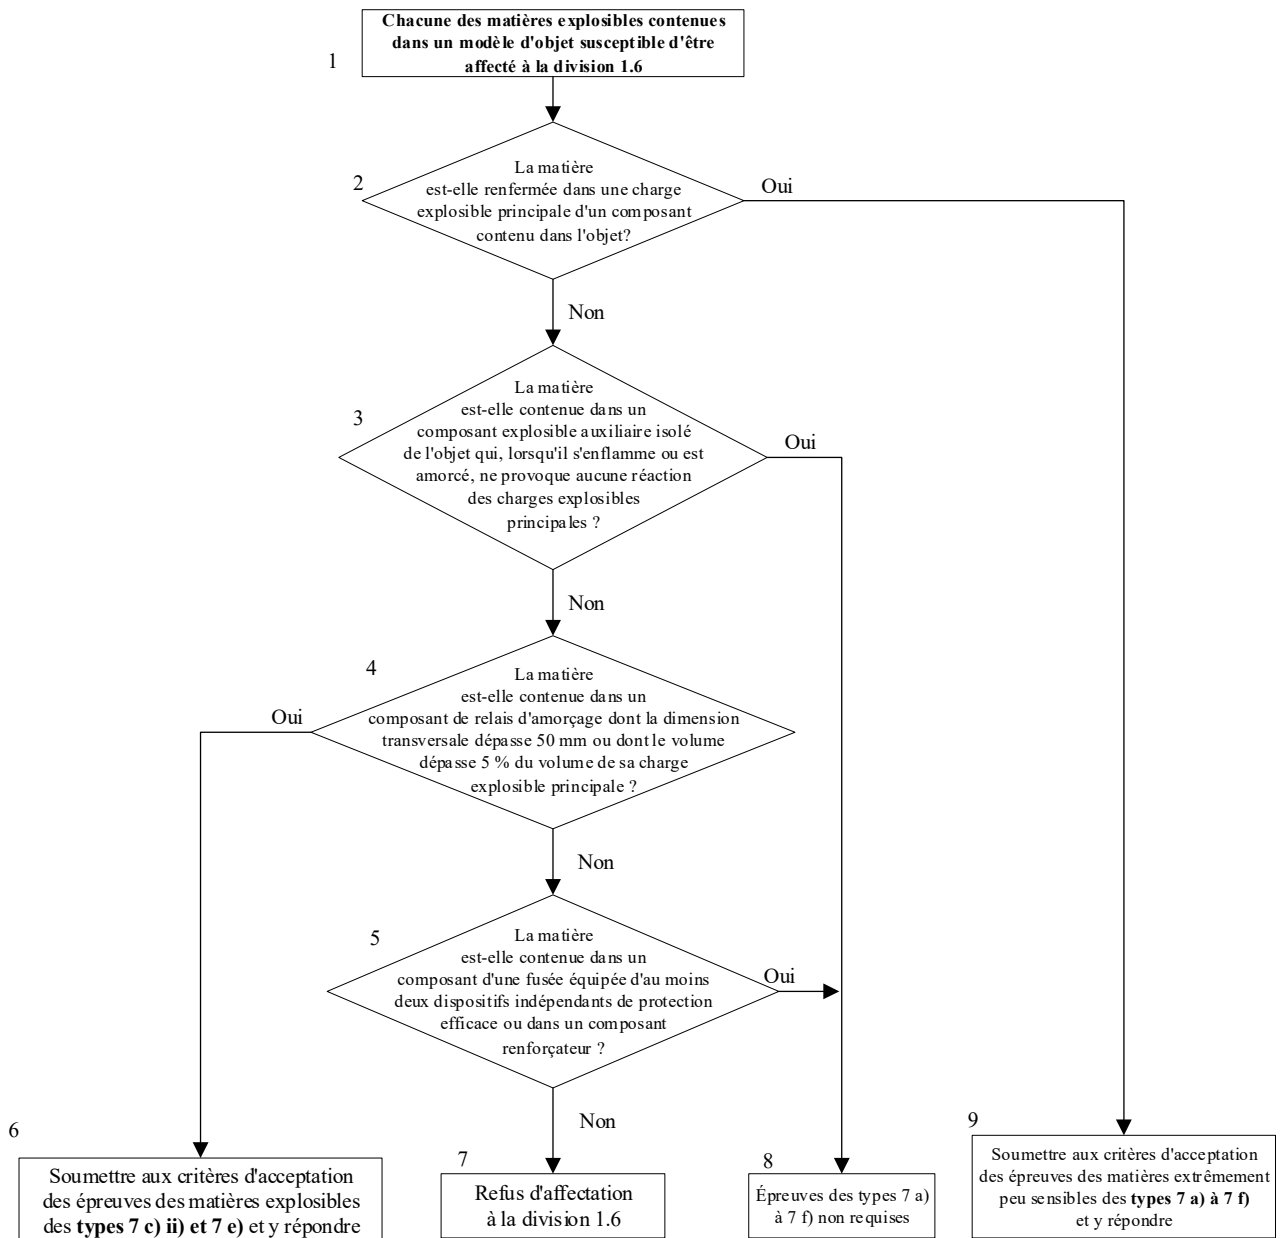 Chacune des matières explosibles contenues
dans un modèle d'objet susceptible d'être
affecté à la division 1.6
1
La matière
est-elle renfermée dans une charge
explosible principale d'un composant
contenu dans l'objet?
2
Oui
Non
La matière
est-elle contenue dans un
composant explosible auxiliaire isolé
de l'objet qui, lorsqu'il s'enflamme ou est
amorcé, ne provoque aucune réaction
des charges explosibles
principales ?
3
Oui
Non
La matière
est-elle contenue dans un
composant de relais d'amorçage dont la dimension
transversale dépasse 50 mm ou dont le volume
dépasse 5 % du volume de sa charge
explosible principale ?
4
Oui
Non
La matière
est-elle contenue dans un
composant d'une fusée équipée d'au moins
deux dispositifs indépendants de protection
efficace ou dans un composant
renforçateur ?
5
Oui
Non
6
Soumettre aux critères d'acceptation
des épreuves des matières explosibles
des types 7 c) ii) et 7 e) et y répondre
7
Refus d'affectation
à la division 1.6
8
Épreuves des types 7 a)
à 7 f) non requises
9
Soumettre aux critères d'acceptation
des épreuves des matières extrêmement
peu sensibles des types 7 a) à 7 f)
et y répondre